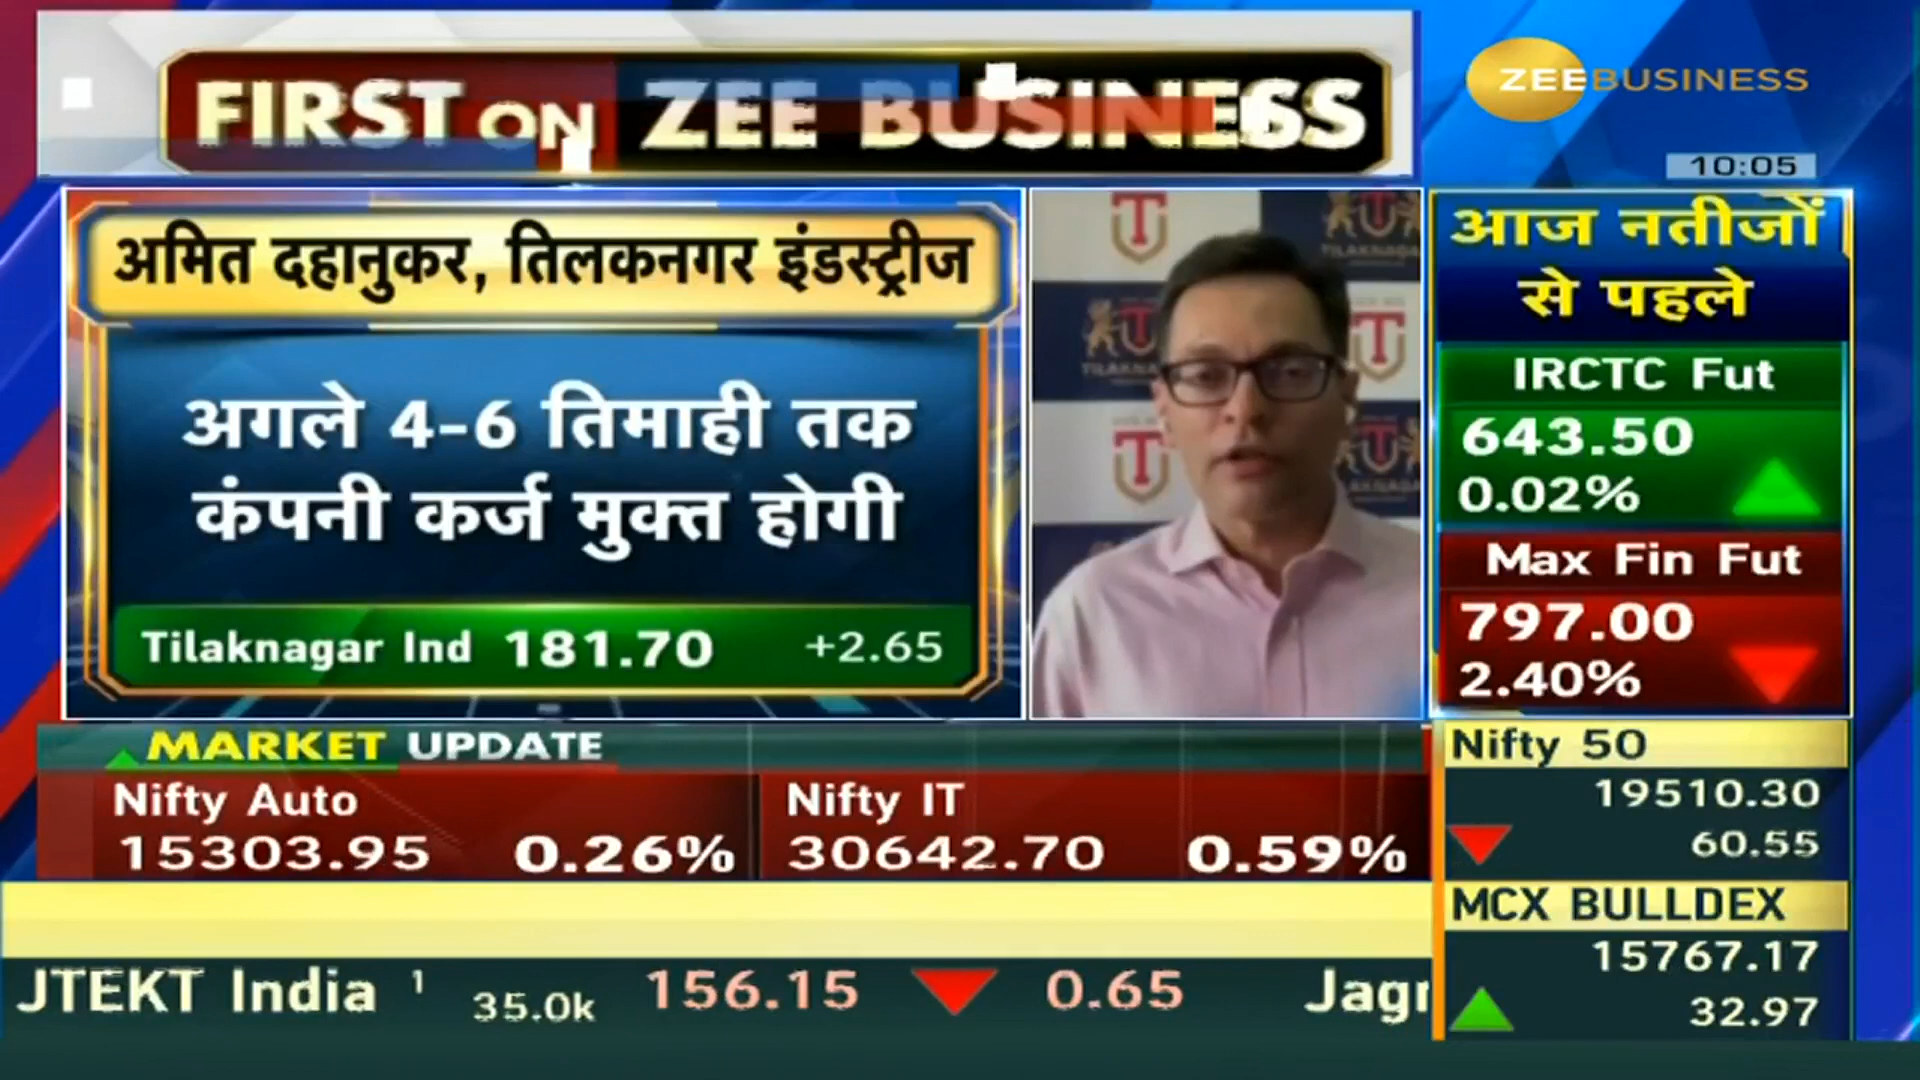 FIRST ON ZEE BUSINESS
ZEEBUSINESS
10:05
अमित दहानुकर, तिलकनगर इंडस्ट्रीज
अगले 4-6 तिमाही तक
कंपनी कर्ज मुक्त होगी
Tilaknagar Ind 181.70 +2.65
T
TILAKNAGAR
T
TILAKNA
T
T
आज नतीजों
से पहले
IRCTC Fut
643.50
0.02%
Max Fin Fut
797.00
2.40%
MARKET UPDATE
Nifty Auto
15303.95 0.26%
Nifty IT
30642.70 0.59%
Nifty 50
19510.30
60.55
MCX BULLDEX
15767.17
32.97
JTEKT India 1 35.0k 156.15 0.65 Jagr